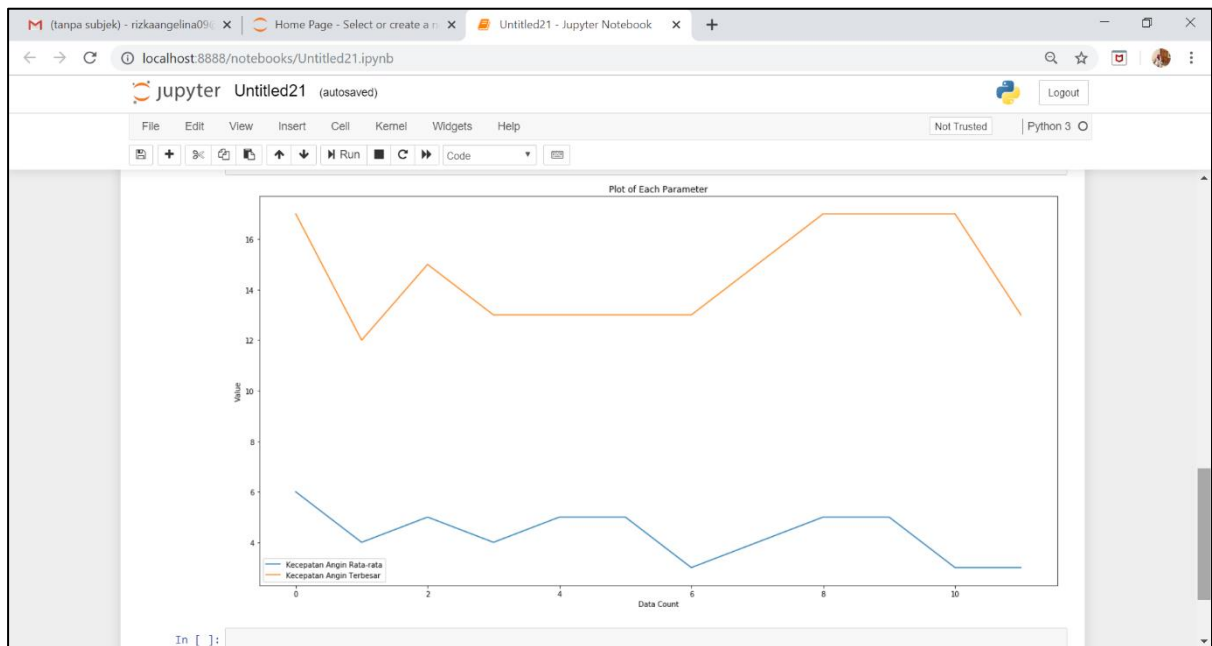 (tanpa subjek) - rizkaangelina09
Home Page - Select or create a n
Untitled21 - Jupyter Notebook
localhost:8888/notebooks/Untitled21.ipynb
jupyter Untitled21 (autosaved)
Logout
File Edit View Insert Cell Kernel Widgets Help
Not Trusted
Python 3
Run
Code
Plot of Each Parameter
16
14
12
10
8
6
4
Value
Kecepatan Angin Rata-rata
Kecepatan Angin Terbesar
0 2 4 6 8 10
Data Count
In [ ]: